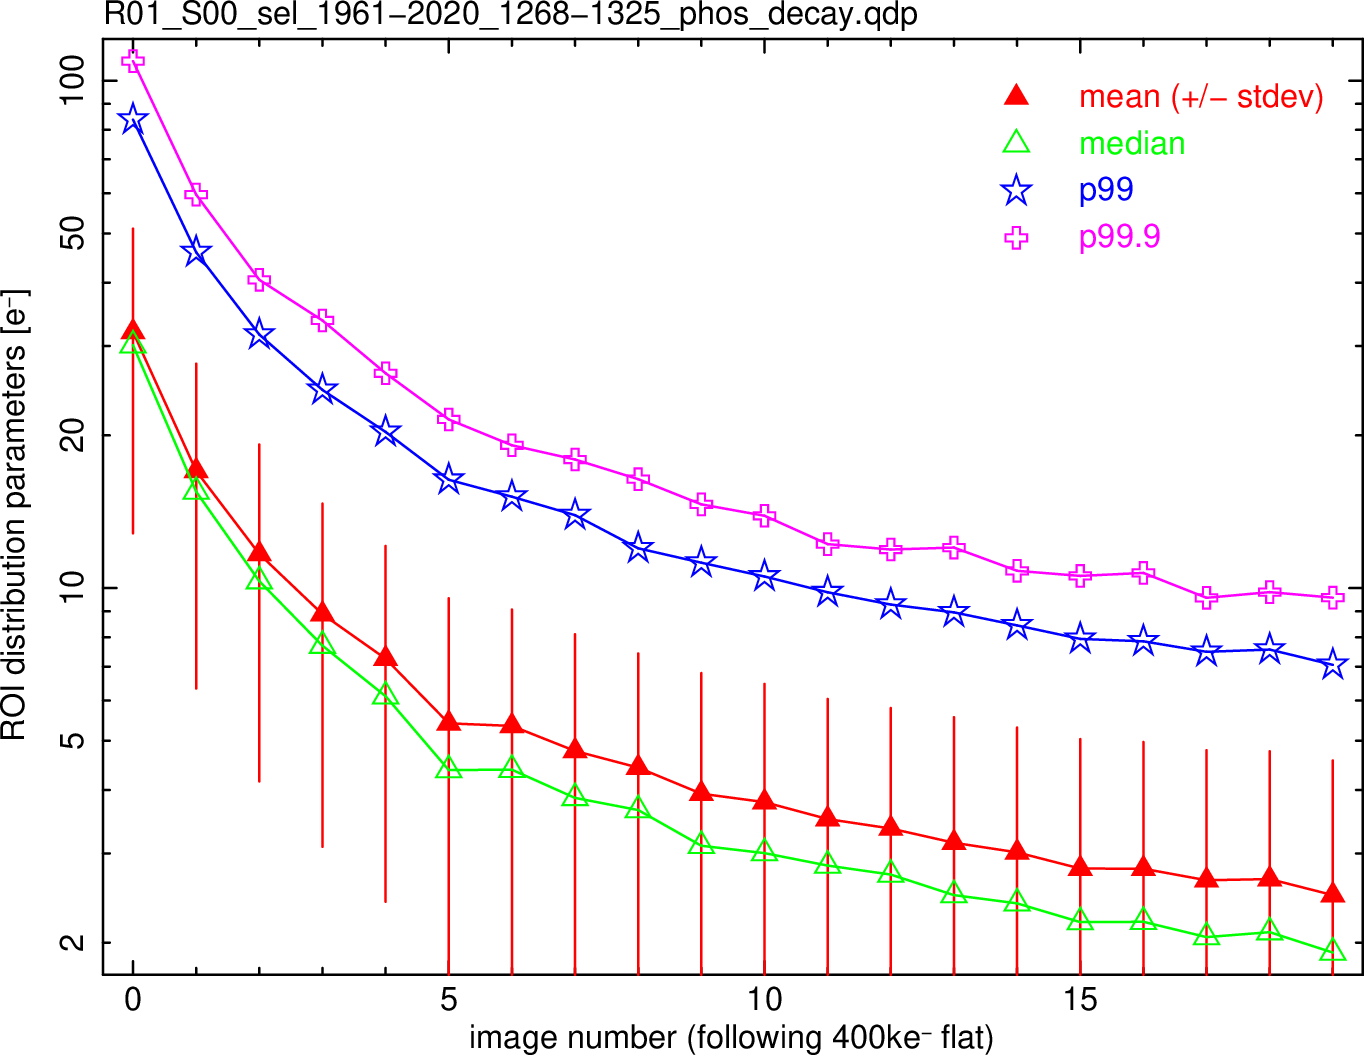 R01_S00_sel_1961−2020_1268−1325_phos_decay.qdp
mean (+/− stdev)
median
p99
p99.9
ROI distribution parameters [e⁻]
100
50
20
10
5
2
0 5 10 15
image number (following 400ke⁻ flat)